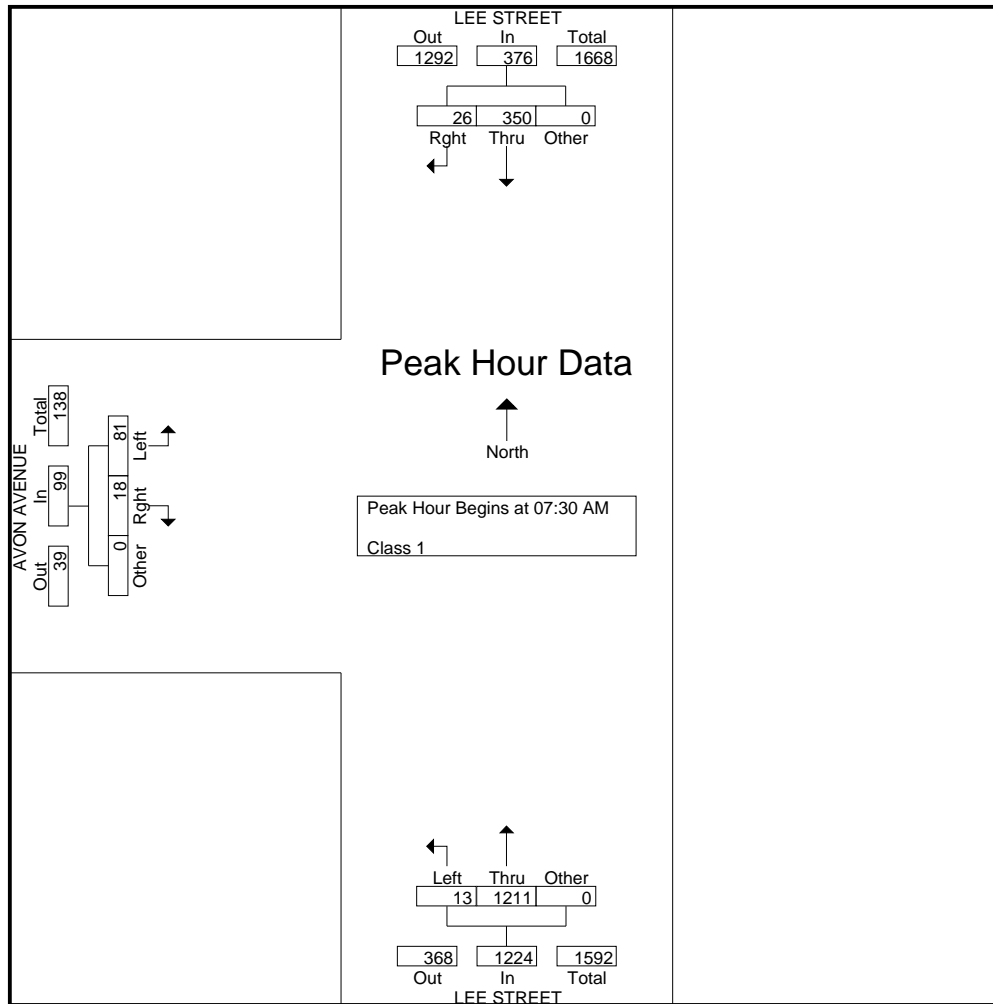 LEE STREET
Out In Total
1292 376 1668
26 350 0
Rght Thru Other
Peak Hour Data
North
Peak Hour Begins at 07:30 AM
Class 1
AVON AVENUE
Out In Total
39 99 138
0 18 81
Other Rght Left
Left Thru Other
13 1211 0
368 1224 1592
Out In Total
LEE STREET